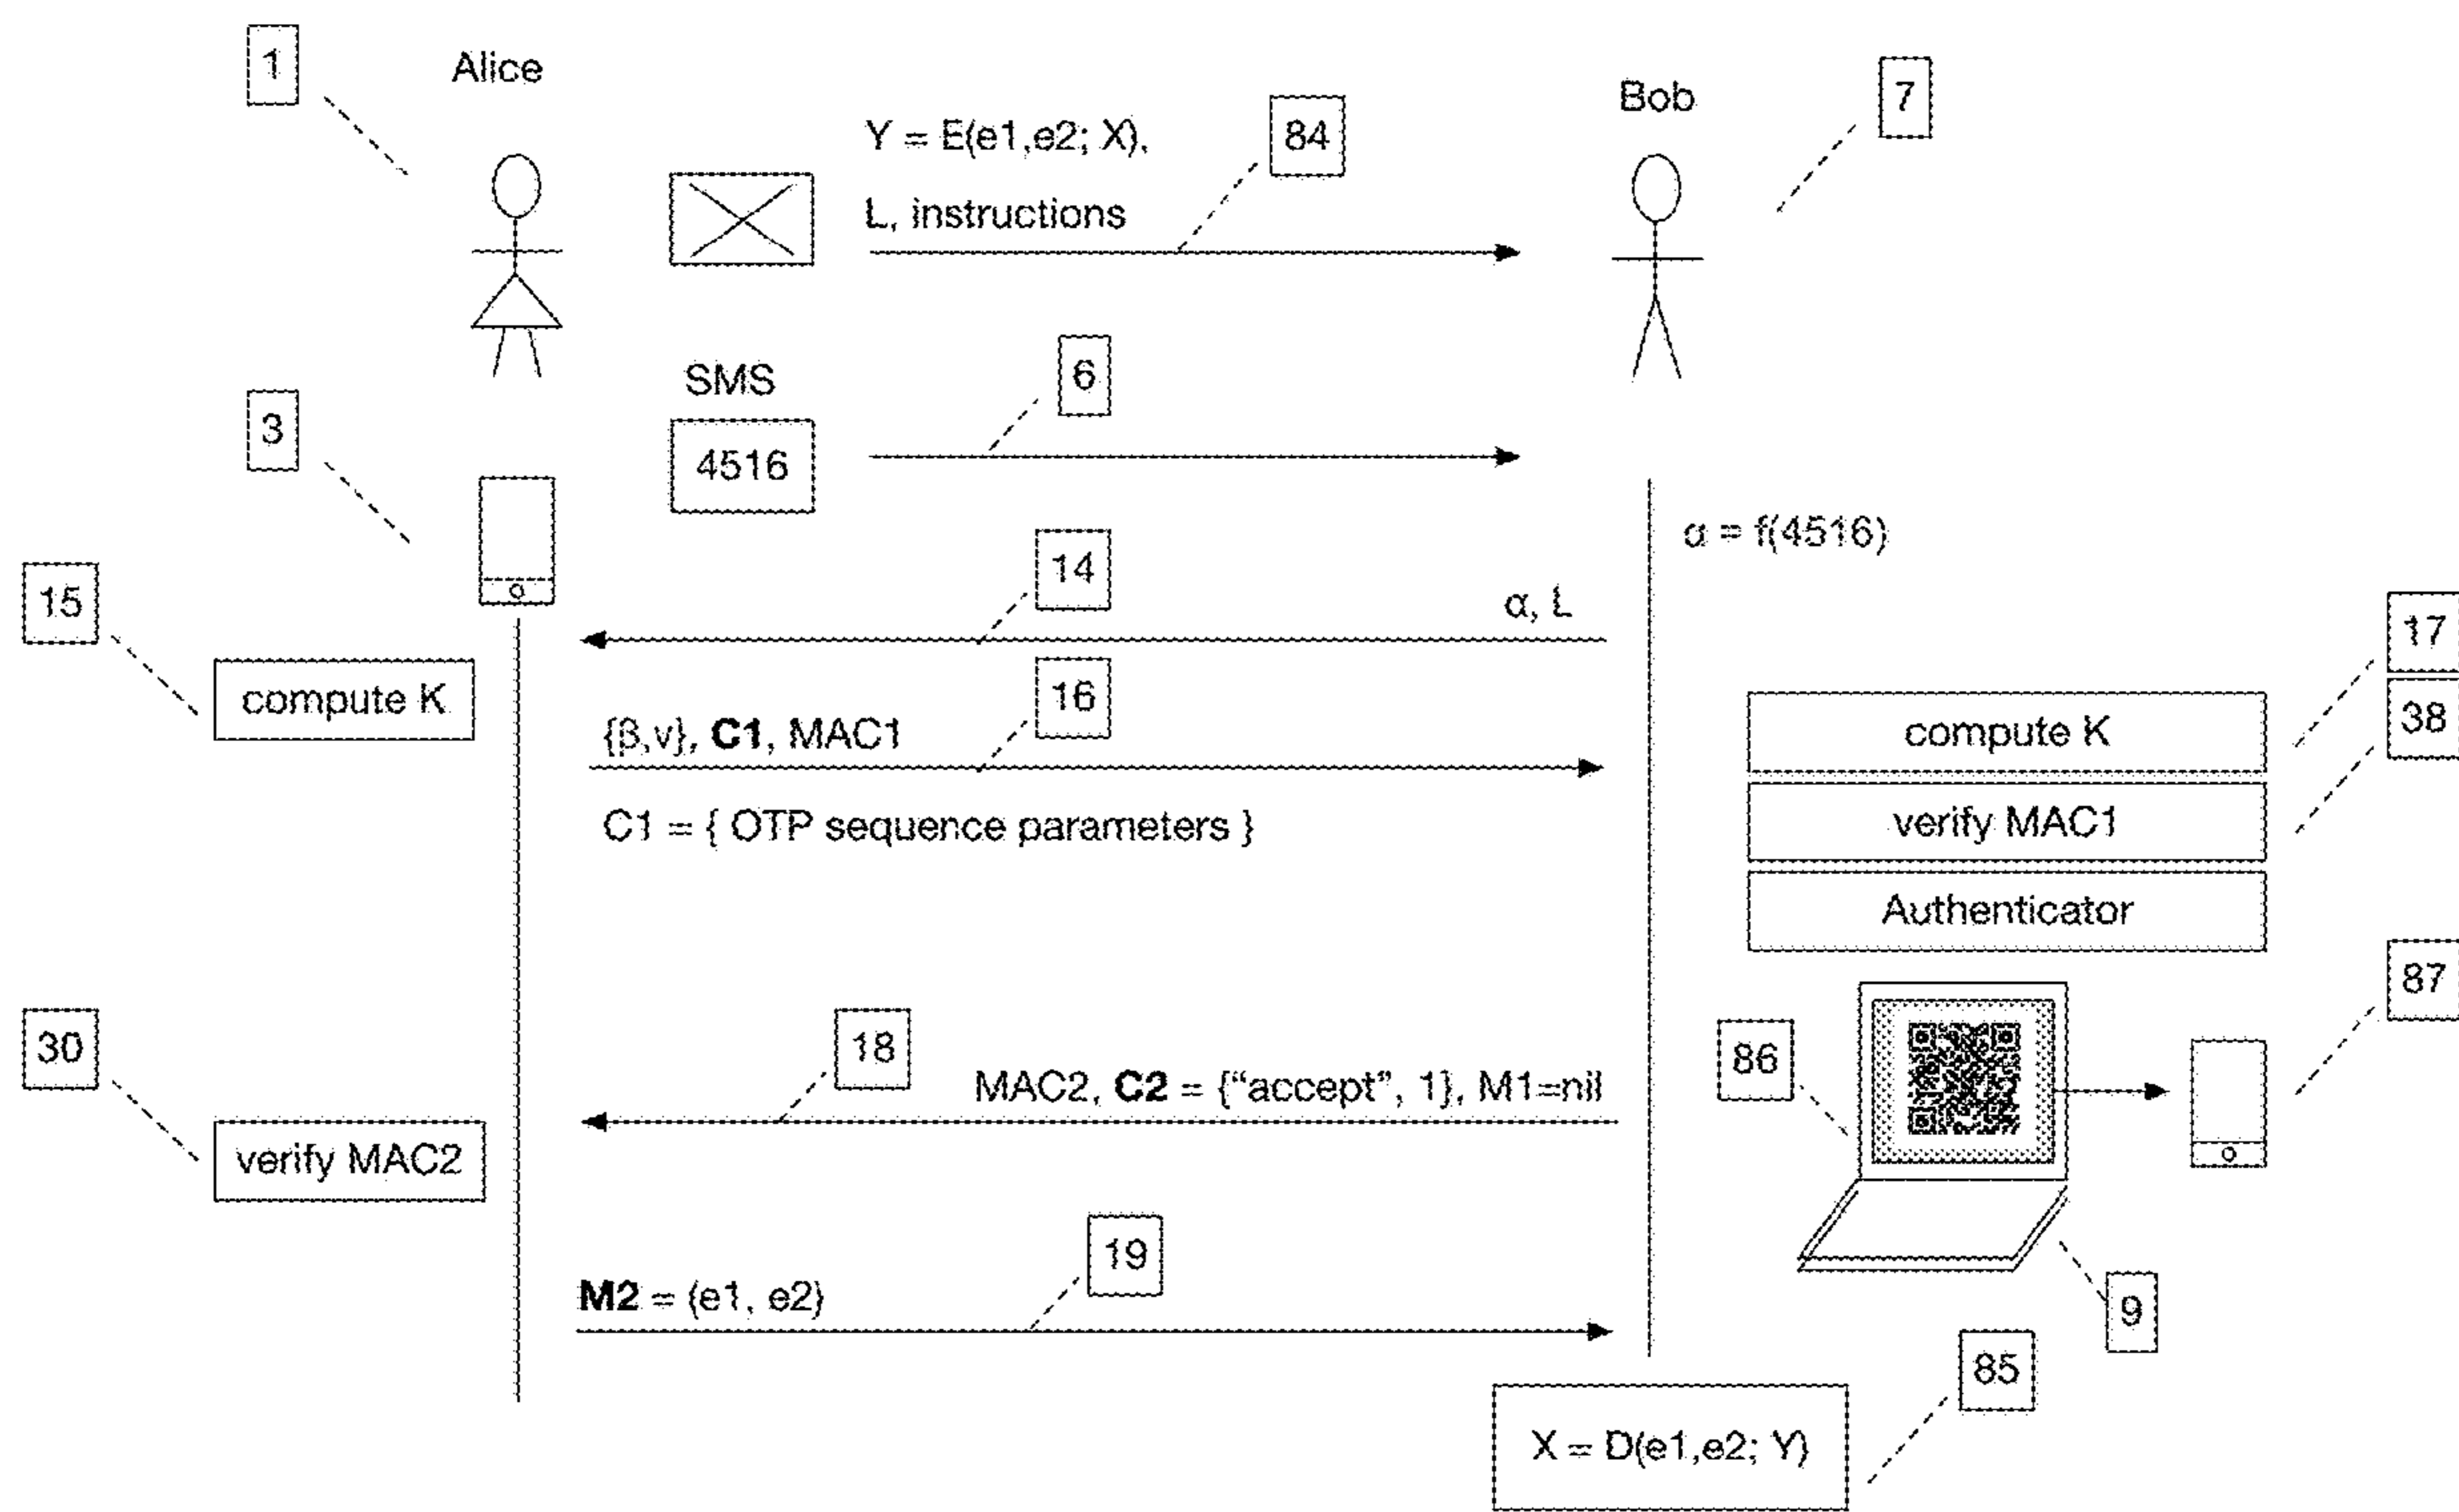 1
Alice
Bob
7
Y = E(e1,e2; X),
84
L, instructions
SMS
6
3
4516
α = f(4516)
14
15
α, L
17
compute K
16
38
{β,v}, C1, MAC1
compute K
C1 = { OTP sequence parameters }
verify MAC1
Authenticator
87
30
18
86
MAC2, C2 = {“accept”, 1}, M1=nil
verify MAC2
19
M2 = (e1, e2)
9
85
X = D(e1,e2; Y)